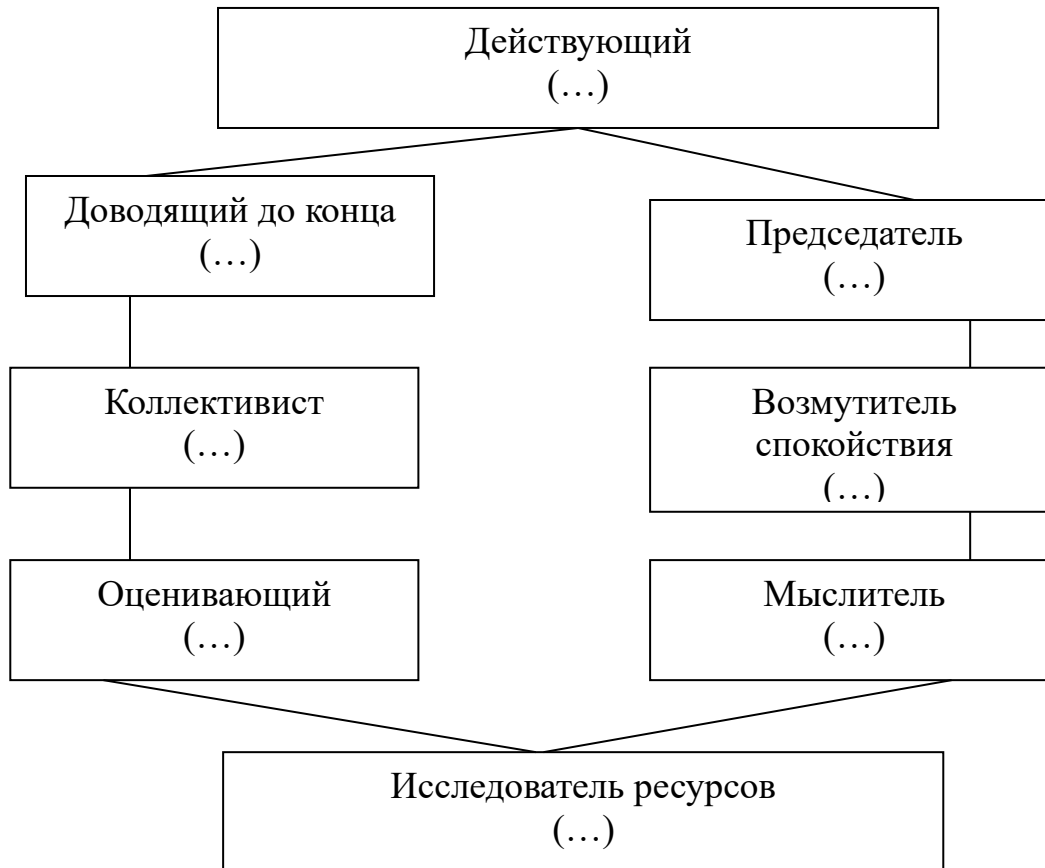 Действующий
(…)
Доводящий до конца
(…)
Председатель
(…)
Коллективист
(…)
Возмутитель
спокойствия
(…)
Оценивающий
(…)
Мыслитель
(…)
Исследователь ресурсов
(…)